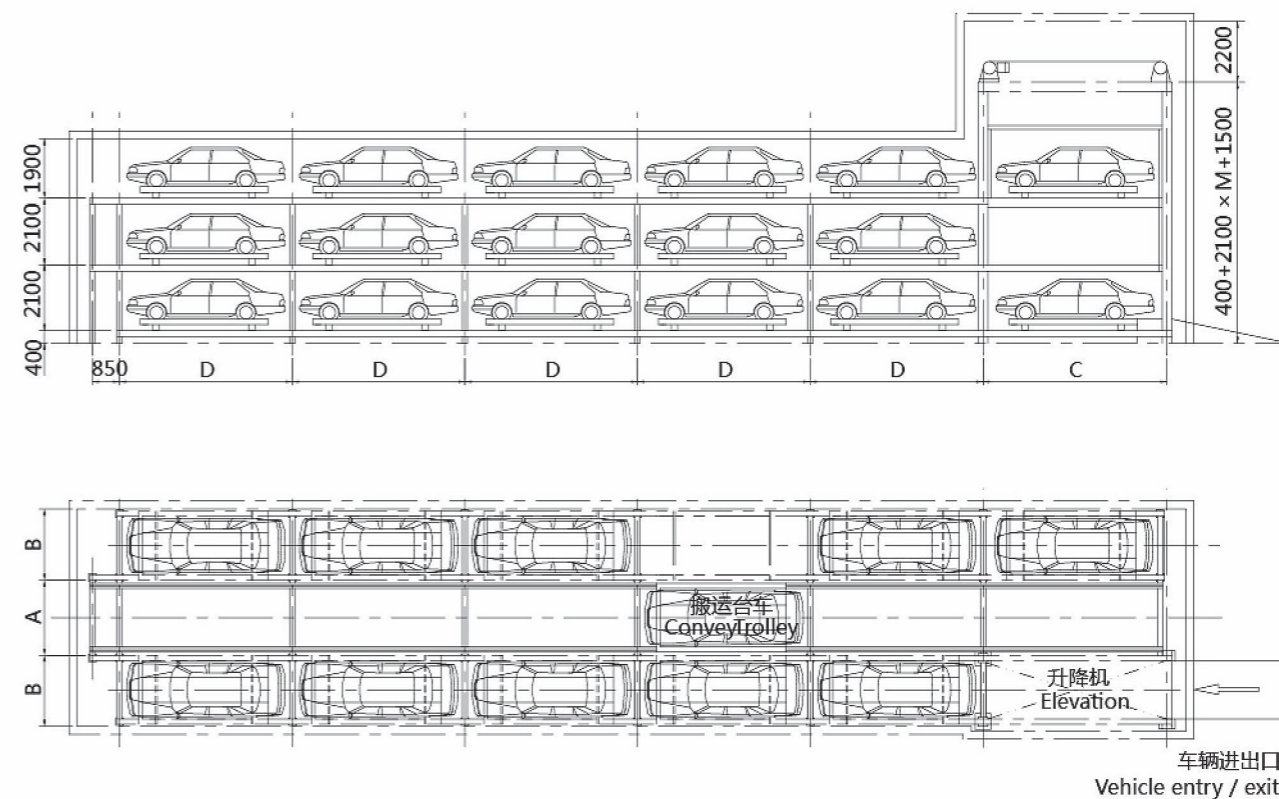 2200
400+2100 × M+1500
1900
2100
2100
400
850
D
D
D
D
D
C
B
A
B
搬运台车
ConveyTrolley
升降机
Elevation
车辆进出口
Vehicle entry / exit